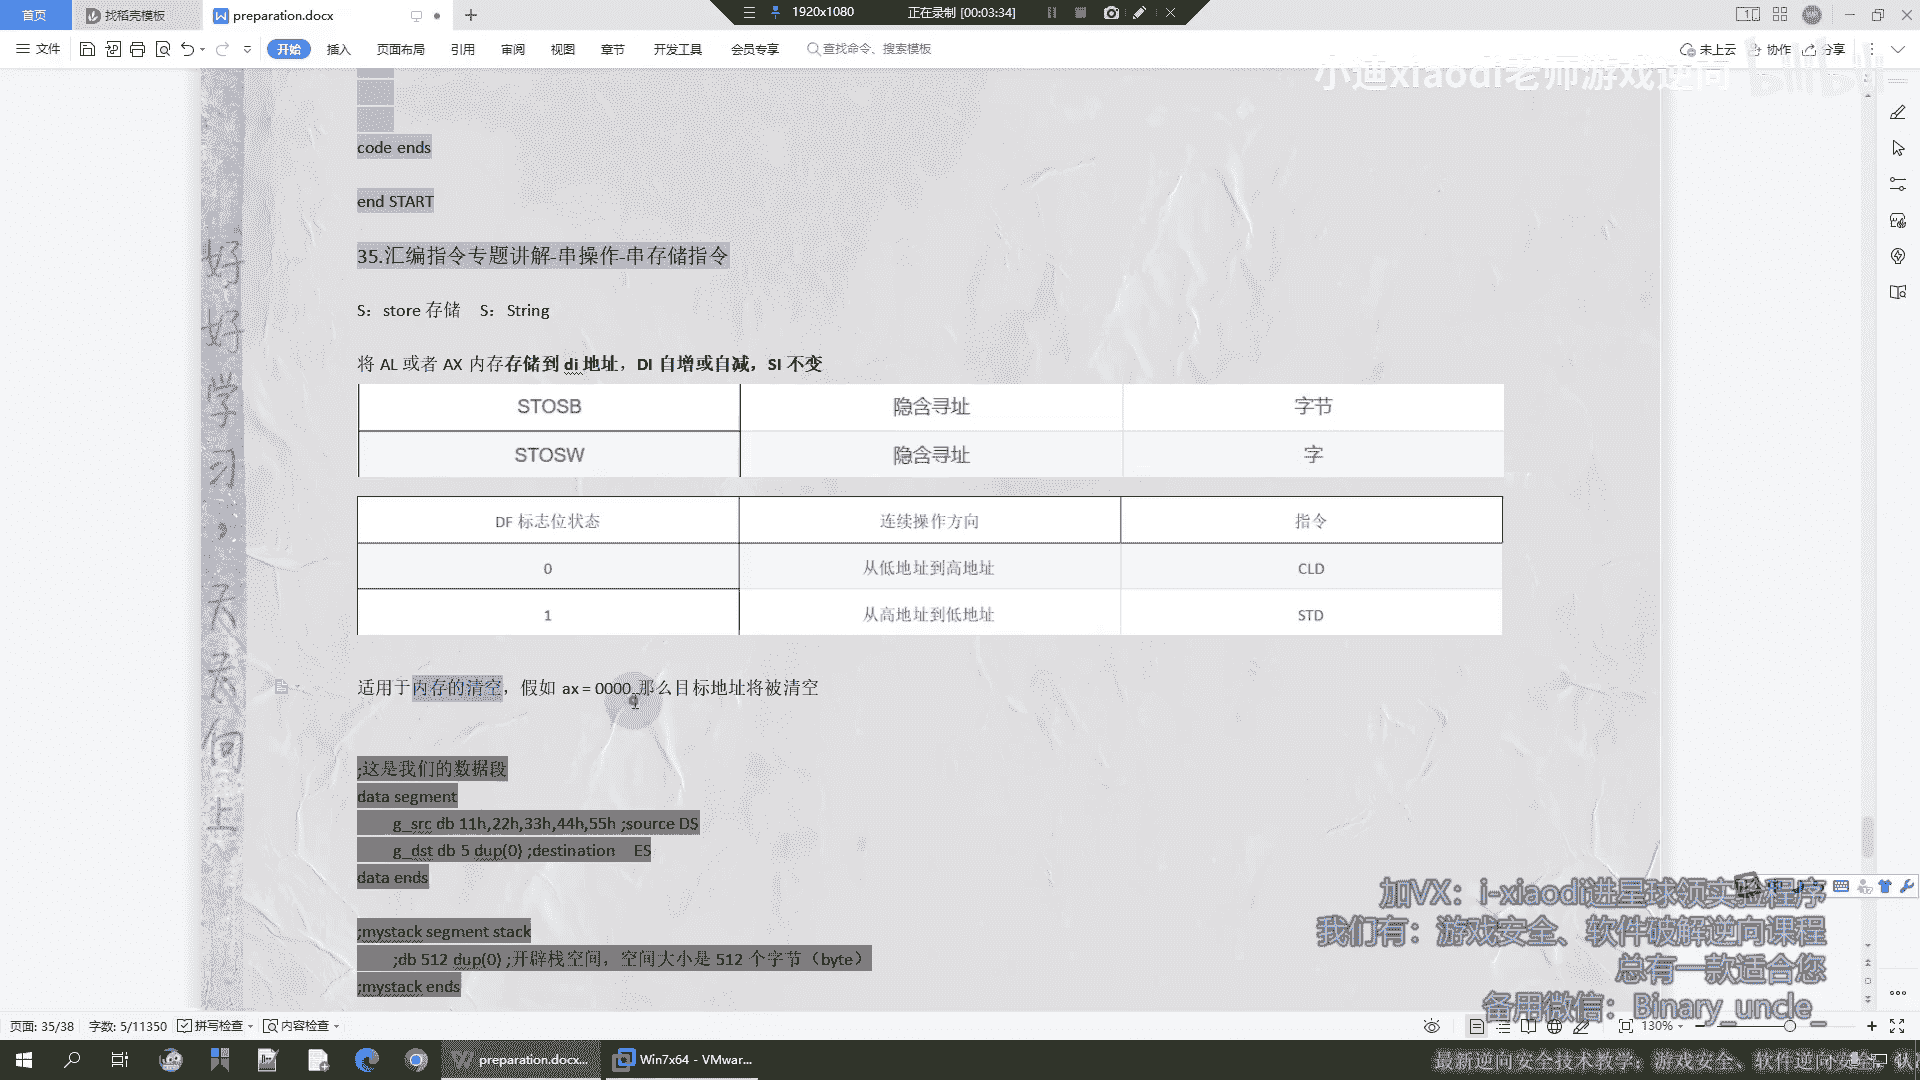 首页
找稻壳模板
preparation.docx
1920x1080
正在录制 [00:03:34]
文件
开始
插入
页面布局
引用
审阅
视图
章节
开发工具
会员专享
查找命令、搜索模板
未上云
协作
分享
小迪xiaodi老师游戏逆向
bilibili
code ends
end START
35.汇编指令专题讲解-串操作-串存储指令
S：store 存储 S：String
将 AL 或者 AX 内存存储到 di 地址，DI 自增或自减，SI 不变
STOSB 隐含寻址 字节
STOSW 隐含寻址 字
DF 标志位状态 连续操作方向 指令
0 从低地址到高地址 CLD
1 从高地址到低地址 STD
适用于内存的清空，假如 ax = 0000 那么目标地址将被清空
;这是我们的数据段
data segment
g_src db 11h,22h,33h,44h,55h ;source DS
g_dst db 5 dup(0) ;destination ES
data ends
;mystack segment stack
;db 512 dup(0) ;开辟栈空间，空间大小是 512 个字节（byte）
;mystack ends
好好学习，天天向上
加VX：i-xiaodi进星球领实验程序
我们有：游戏安全、软件破解逆向课程
总有一款适合您
备用微信：Binary_uncle_
页面: 35/38
字数: 5/11350
拼写检查
内容检查
130%
preparation.docx...
Win7x64 - VMwar...
最新逆向安全技术教学：游戏安全、软件逆向安全